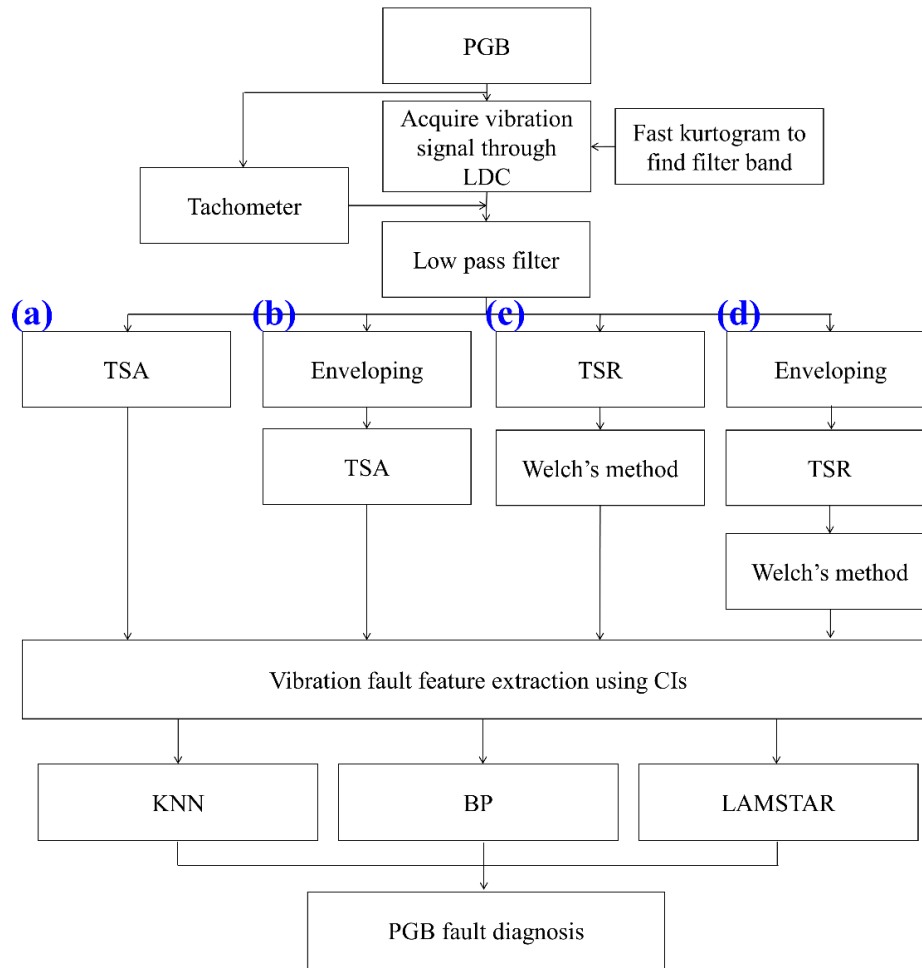 PGB
Acquire vibration
signal through
LDC
Fast kurtogram to
find filter band
Tachometer
Low pass filter
(a)
(b)
(c)
(d)
TSA
Enveloping
TSR
Enveloping
TSA
Welch’s method
TSR
Welch’s method
Vibration fault feature extraction using CIs
KNN
BP
LAMSTAR
PGB fault diagnosis